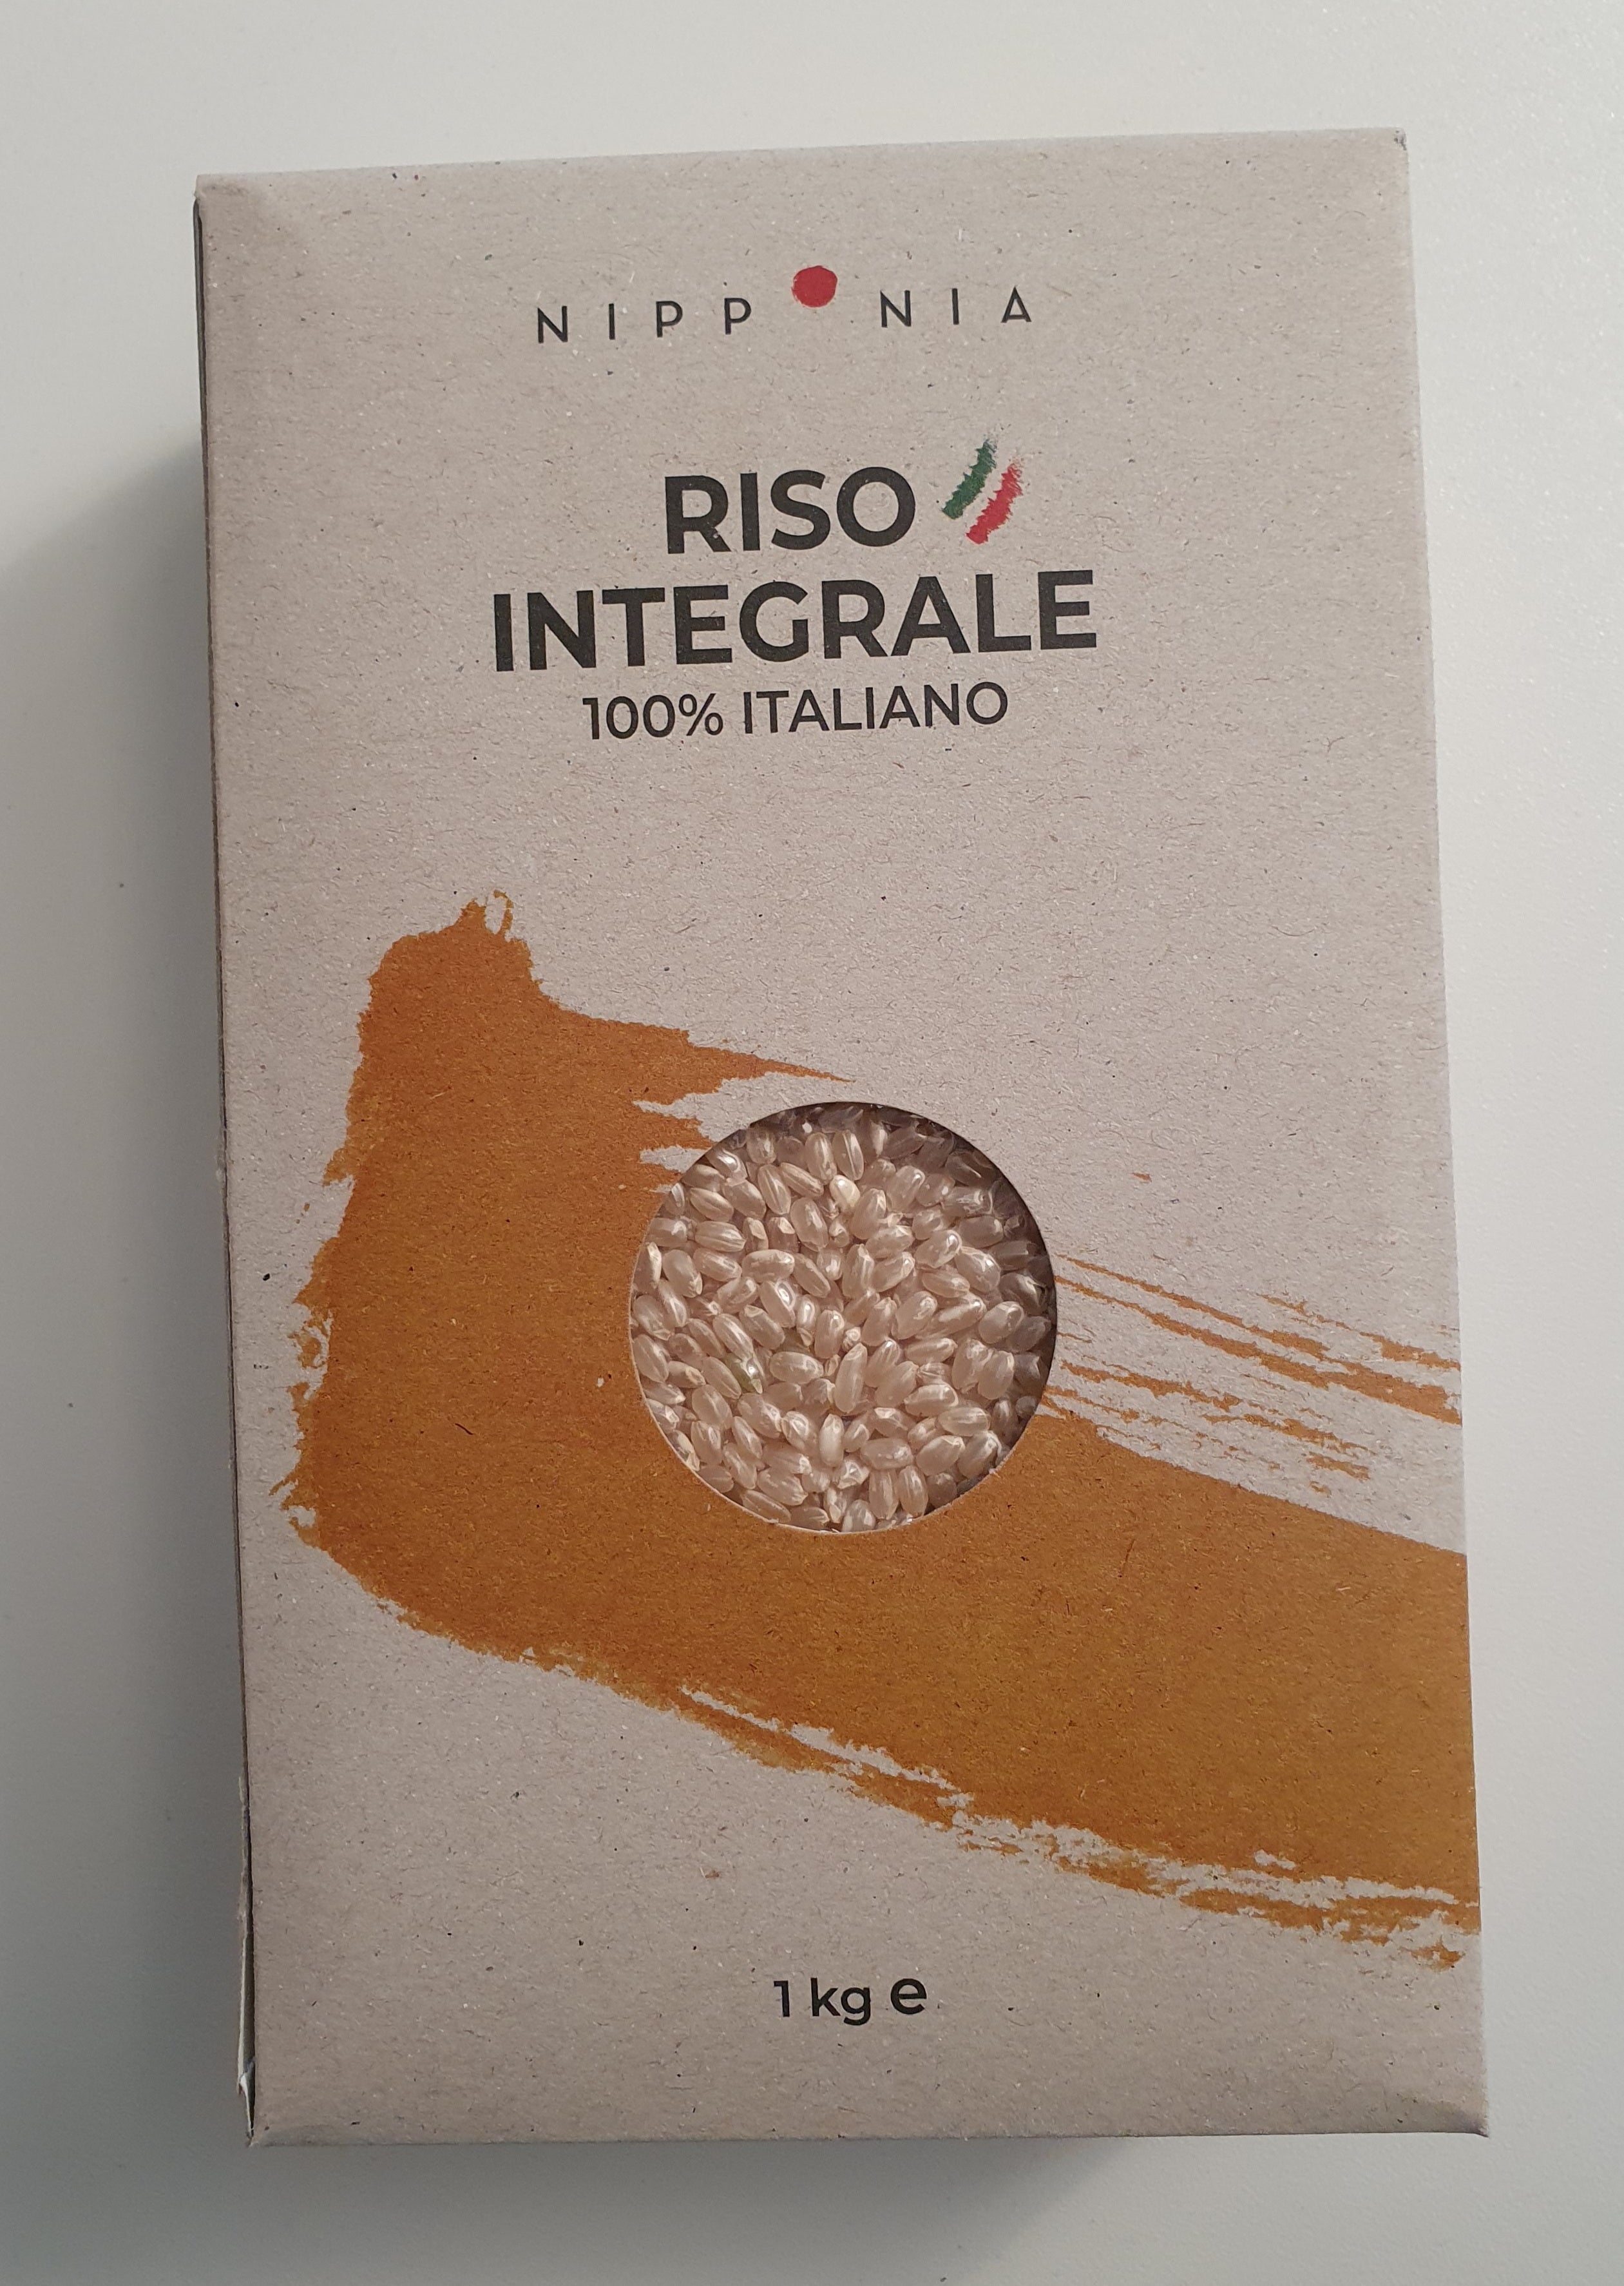 NIPPONIA
RISO
INTEGRALE
100% ITALIANO
1 kg e